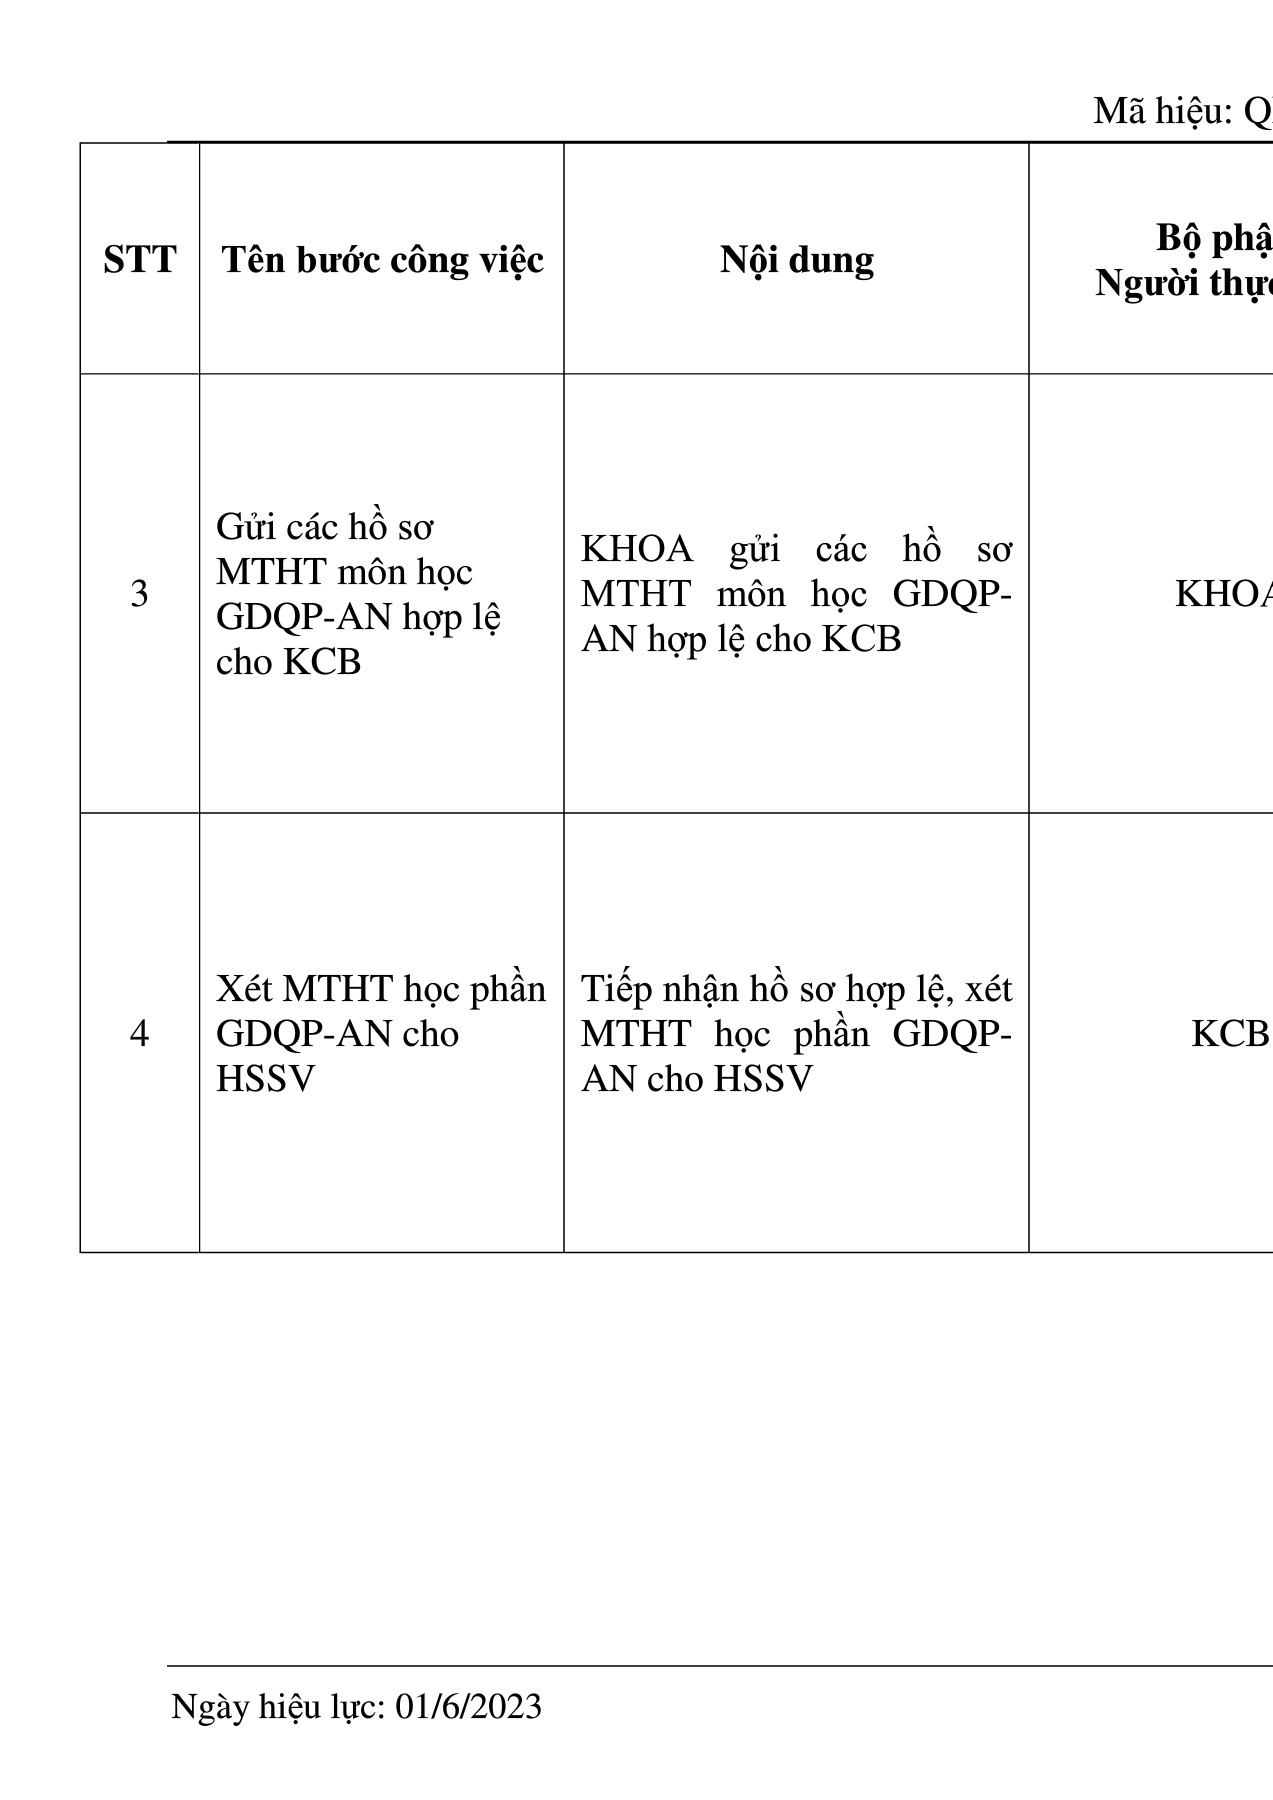 Mã hiệu:
STT
Tên bước công việc
Nội dung
Bộ
Người
3
Gửi các hồ sơ
MTHT môn học
GDQP-AN hợp lệ
cho KCB
KHOA gửi các hồ sơ
MTHT môn học GDQP-
AN hợp lệ cho KCB
KHOA
4
Xét MTHT học phần
GDQP-AN cho
HSSV
Tiếp nhận hồ sơ hợp lệ, xét
MTHT học phần GDQP-
AN cho HSSV
KCB
Ngày hiệu lực: 01/6/2023